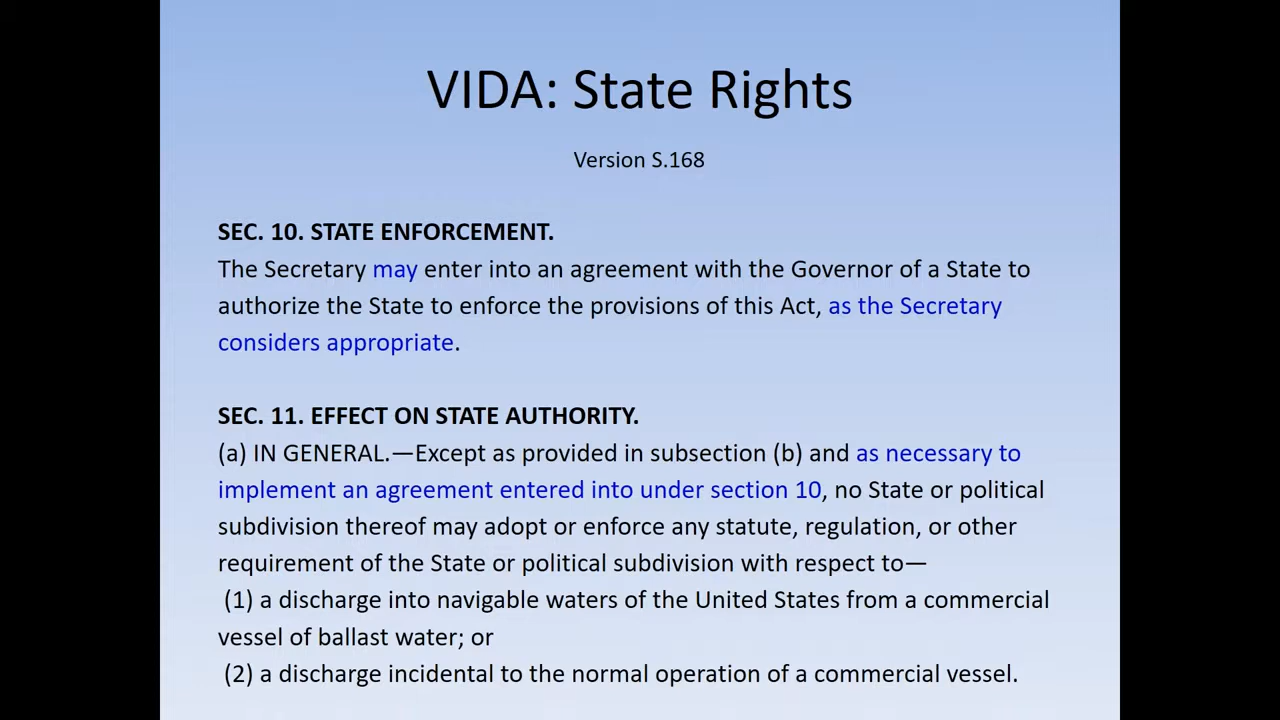 VIDA: State Rights
Version S.168
SEC. 10. STATE ENFORCEMENT.
The Secretary may enter into an agreement with the Governor of a State to
authorize the State to enforce the provisions of this Act, as the Secretary
considers appropriate.
SEC. 11. EFFECT ON STATE AUTHORITY.
(a) IN GENERAL.—Except as provided in subsection (b) and as necessary to
implement an agreement entered into under section 10, no State or political
subdivision thereof may adopt or enforce any statute, regulation, or other
requirement of the State or political subdivision with respect to—
(1) a discharge into navigable waters of the United States from a commercial
vessel of ballast water; or
(2) a discharge incidental to the normal operation of a commercial vessel.